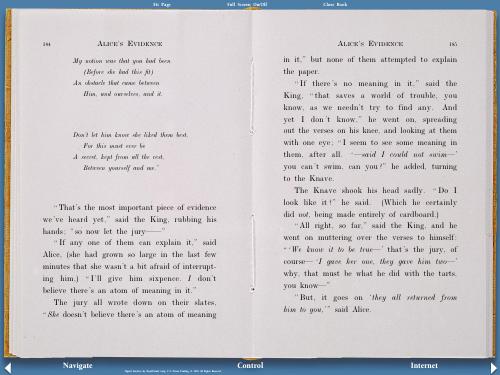 Fit Page
Full Screen On/Off
Close Book
184
ALICE'S EVIDENCE
My notion was that you had been
(Before she had this fit)
An obstacle that came between
Him, and ourselves, and it.
Don't let him know she liked them best,
For this must ever be
A secret, kept from all the rest,
Between yourself and me."
"That's the most important piece of evidence
we've heard yet," said the King, rubbing his
hands; "so now let the jury——"
"If any one of them can explain it," said
Alice, (she had grown so large in the last few
minutes that she wasn't a bit afraid of interrupt-
ing him,) "I'll give him sixpence. I don't
believe there's an atom of meaning in it."
The jury all wrote down on their slates,
"She doesn't believe there's an atom of meaning
ALICE'S EVIDENCE
185
in it," but none of them attempted to explain
the paper.
"If there's no meaning in it," said the
King, "that saves a world of trouble, you
know, as we needn't try to find any. And
yet I don't know," he went on, spreading
out the verses on his knee, and looking at them
with one eye; "I seem to see some meaning in
them, after all. '—said I could not swim—'
you can't swim, can you?" he added, turning
to the Knave.
The Knave shook his head sadly. "Do I
look like it?" he said. (Which he certainly
did not, being made entirely of cardboard.)
"All right, so far," said the King, and he
went on muttering over the verses to himself:
"'We know it to be true—' that's the jury, of
course— 'I gave her one, they gave him two—'
why, that must be what he did with the tarts,
you know—"
"But, it goes on 'they all returned from
him to you,'" said Alice.
Navigate
Control
Internet